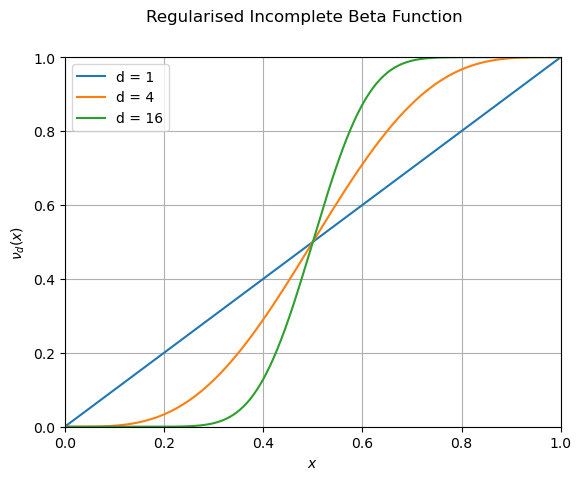 Regularised Incomplete Beta Function
d = 1
d = 4
d = 16
1.0
0.8
0.6
0.4
0.2
0.0
ν_d(x)
0.0 0.2 0.4 0.6 0.8 1.0
x